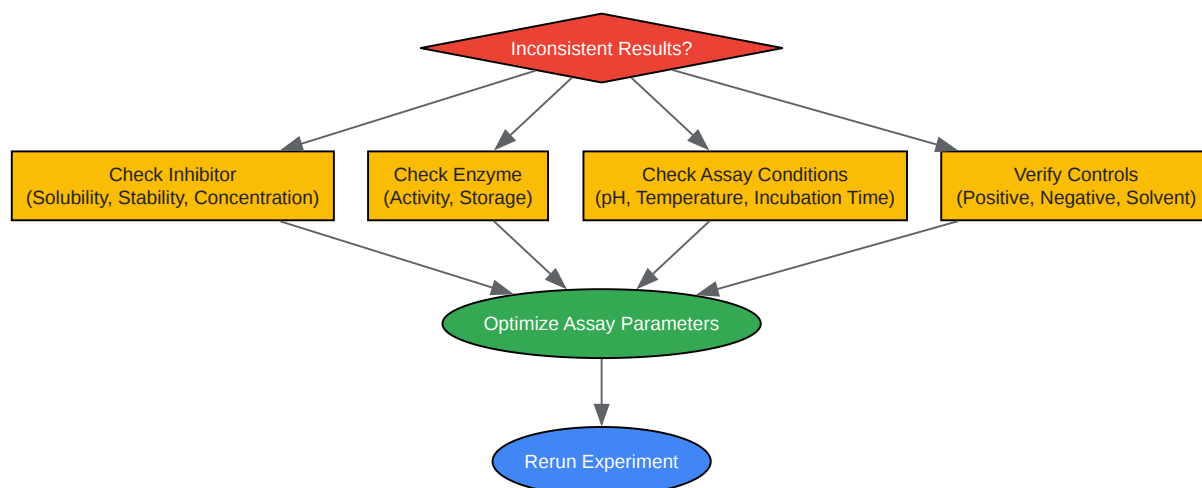 Inconsistent Results?
Check Inhibitor
(Solubility, Stability, Concentration)
Check Enzyme
(Activity, Storage)
Check Assay Conditions
(pH, Temperature, Incubation Time)
Verify Controls
(Positive, Negative, Solvent)
Optimize Assay Parameters
Rerun Experiment